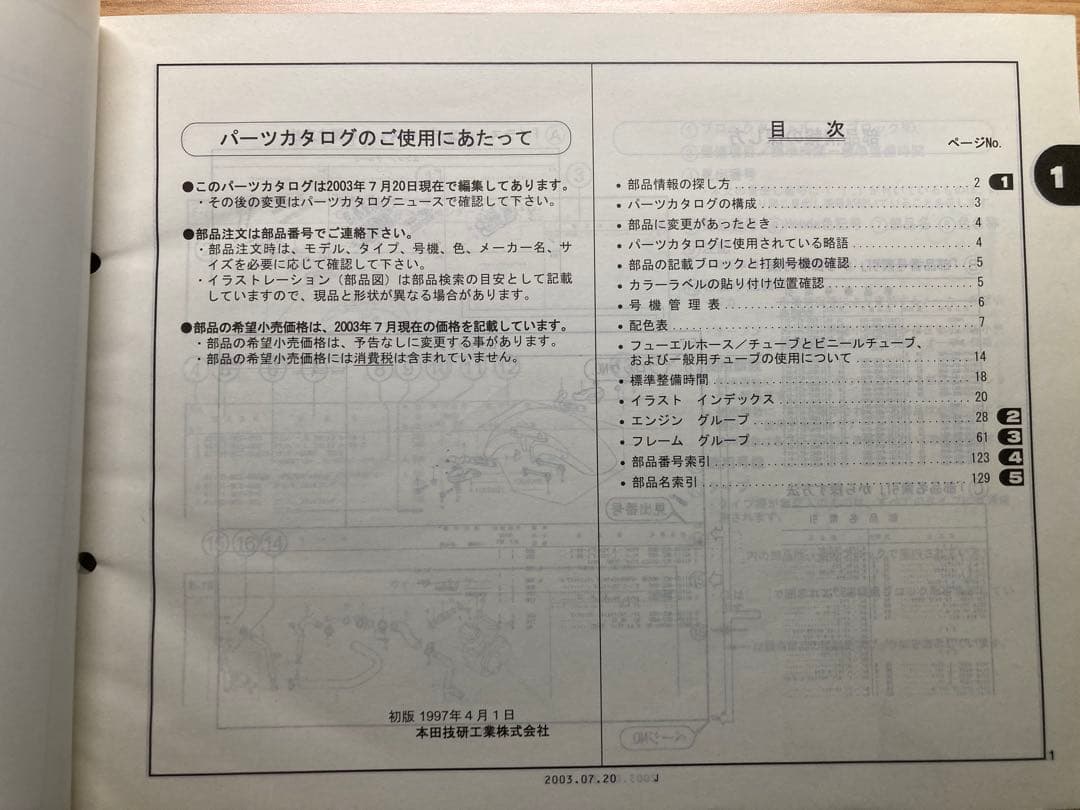 パーツカタログのご使用にあたって
●このパーツカタログは2003年7月20日現在で編集してあります。
・その後の変更はパーツカタログニュースで確認して下さい。
●部品注文は部品番号でご連絡下さい。
・部品注文時は、モデル、タイプ、号機、色、メーカー名、サ
イズを必要に応じて確認して下さい。
・イラストレーション（部品図）は部品検索の目安として記載
していますので、現品と形状が異なる場合があります。
●部品の希望小売価格は、2003年7月現在の価格を記載しています。
・部品の希望小売価格は、予告なしに変更する事があります。
・部品の希望小売価格には消費税は含まれていません。
初版 1997年4月1日
本田技研工業株式会社
目　次
ページNo.
• 部品情報の探し方 2 1
• パーツカタログの構成 3
• 部品に変更があったとき 4
• パーツカタログに使用されている略語 4
• 部品の記載ブロックと打刻号機の確認 5
• カラーラベルの貼り付け位置確認 5
• 号機管理表 6
• 配色表 7
• フューエルホース／チューブとビニールチューブ、
および一般用チューブの使用について 14
• 標準整備時間 18
• イラスト　インデックス 20
• エンジン　グループ 28 2
• フレーム　グループ 61 3
• 部品番号索引 123 4
• 部品名索引 129 5
1
1
2003.07.20 J